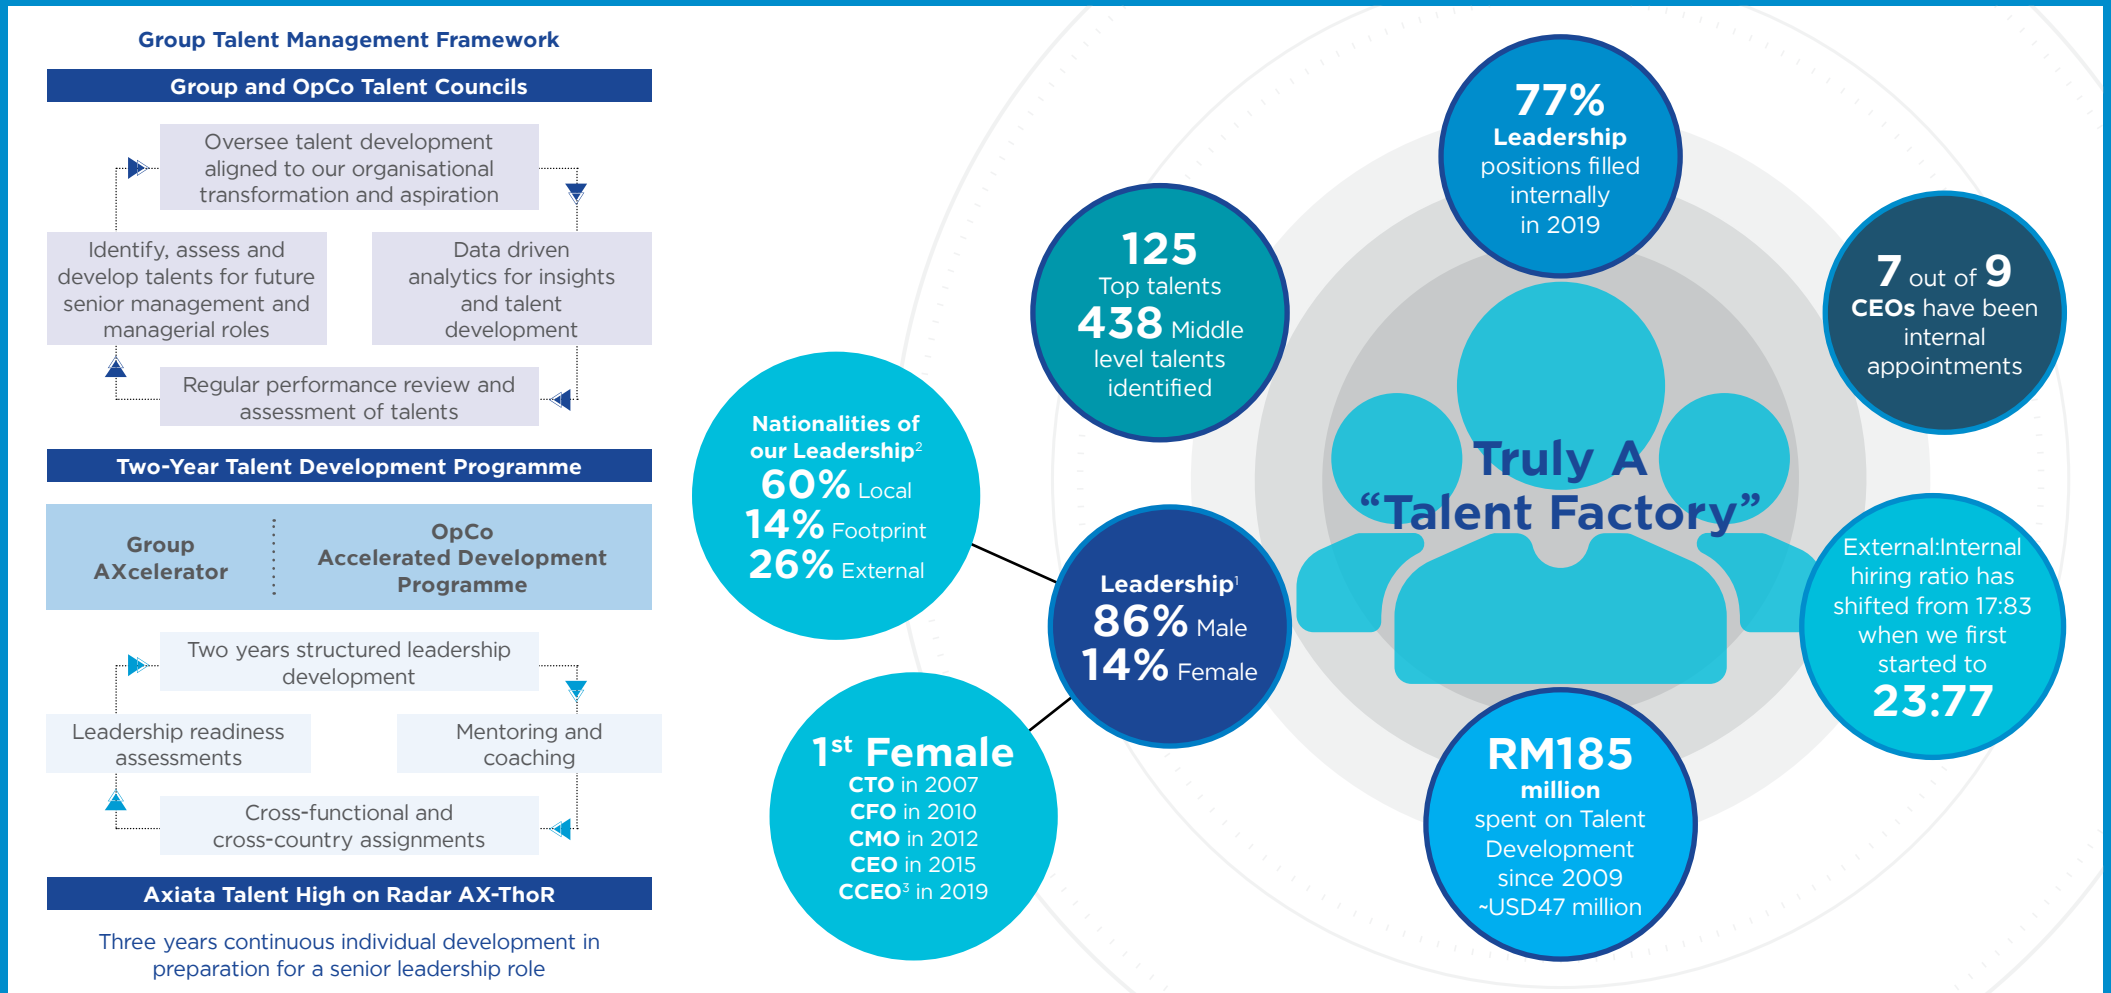 Group Talent Management Framework
Group and OpCo Talent Councils
Oversee talent development
aligned to our organisational
transformation and aspiration
Identify, assess and
develop talents for future
senior management and
managerial roles
Data driven
analytics for insights
and talent
development
Regular performance review and
assessment of talents
Two-Year Talent Development Programme
Group
AXcelerator
OpCo
Accelerated Development
Programme
Two years structured leadership
development
Leadership readiness
assessments
Mentoring and
coaching
Cross-functional and
cross-country assignments
Axiata Talent High on Radar AX-ThoR
Three years continuous individual development in
preparation for a senior leadership role
Nationalities of
our Leadership²
60% Local
14% Footprint
26% External
1st Female
CTO in 2007
CFO in 2010
CMO in 2012
CEO in 2015
CCEO³ in 2019
125
Top talents
438 Middle
level talents
identified
Leadership¹
86% Male
14% Female
77%
Leadership
positions filled
internally
in 2019
Truly A
“Talent Factory”
RM185
million
spent on Talent
Development
since 2009
~USD47 million
7 out of 9
CEOs have been
internal
appointments
External:Internal
hiring ratio has
shifted from 17:83
when we first
started to
23:77